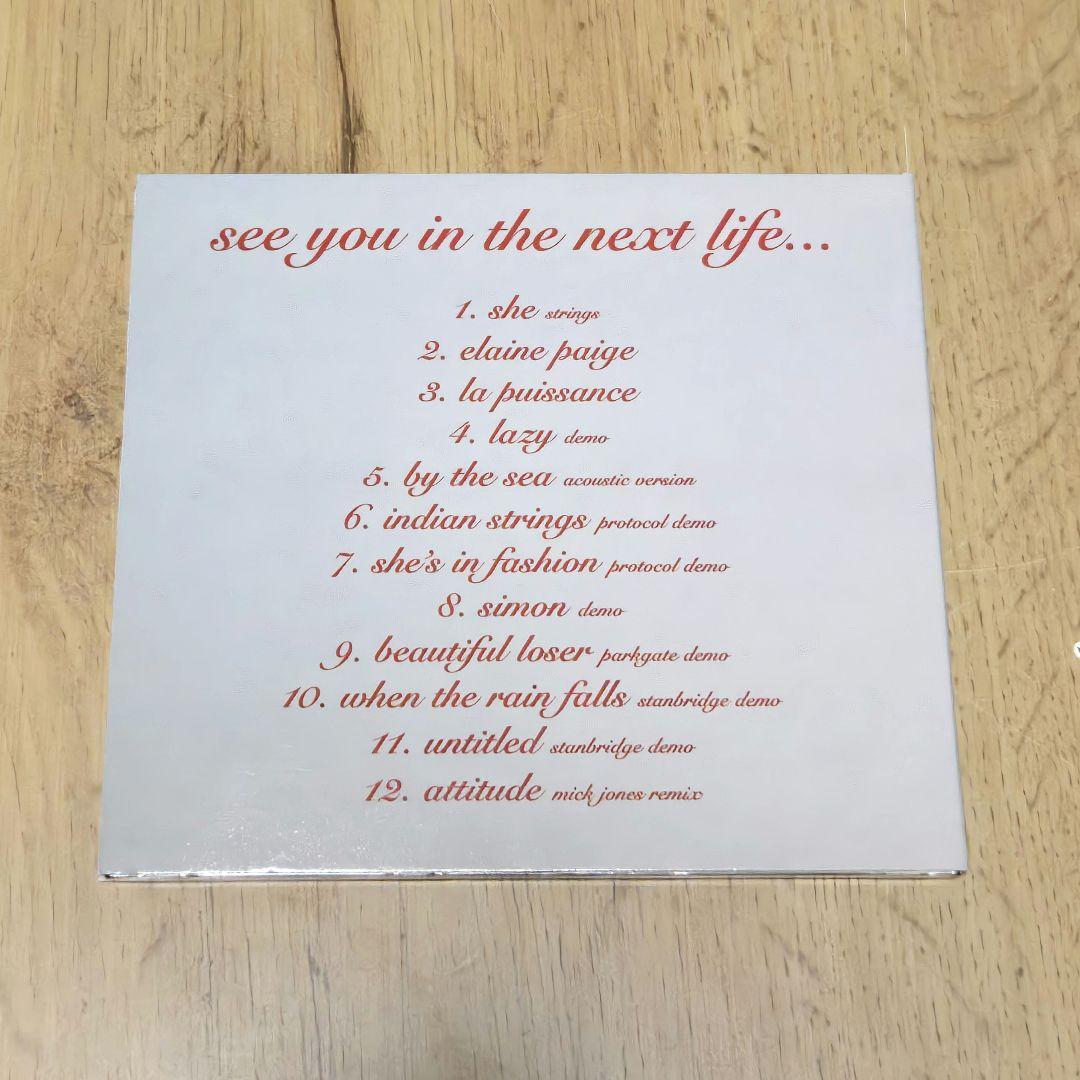 see you in the next life...
1. she strings
2. elaine paige
3. la puissance
4. lazy demo
5. by the sea acoustic version
6. indian strings protocol demo
7. she's in fashion protocol demo
8. simon demo
9. beautiful loser parkgate demo
10. when the rain falls stanbridge demo
11. untitled stanbridge demo
12. attitude mick jones remix